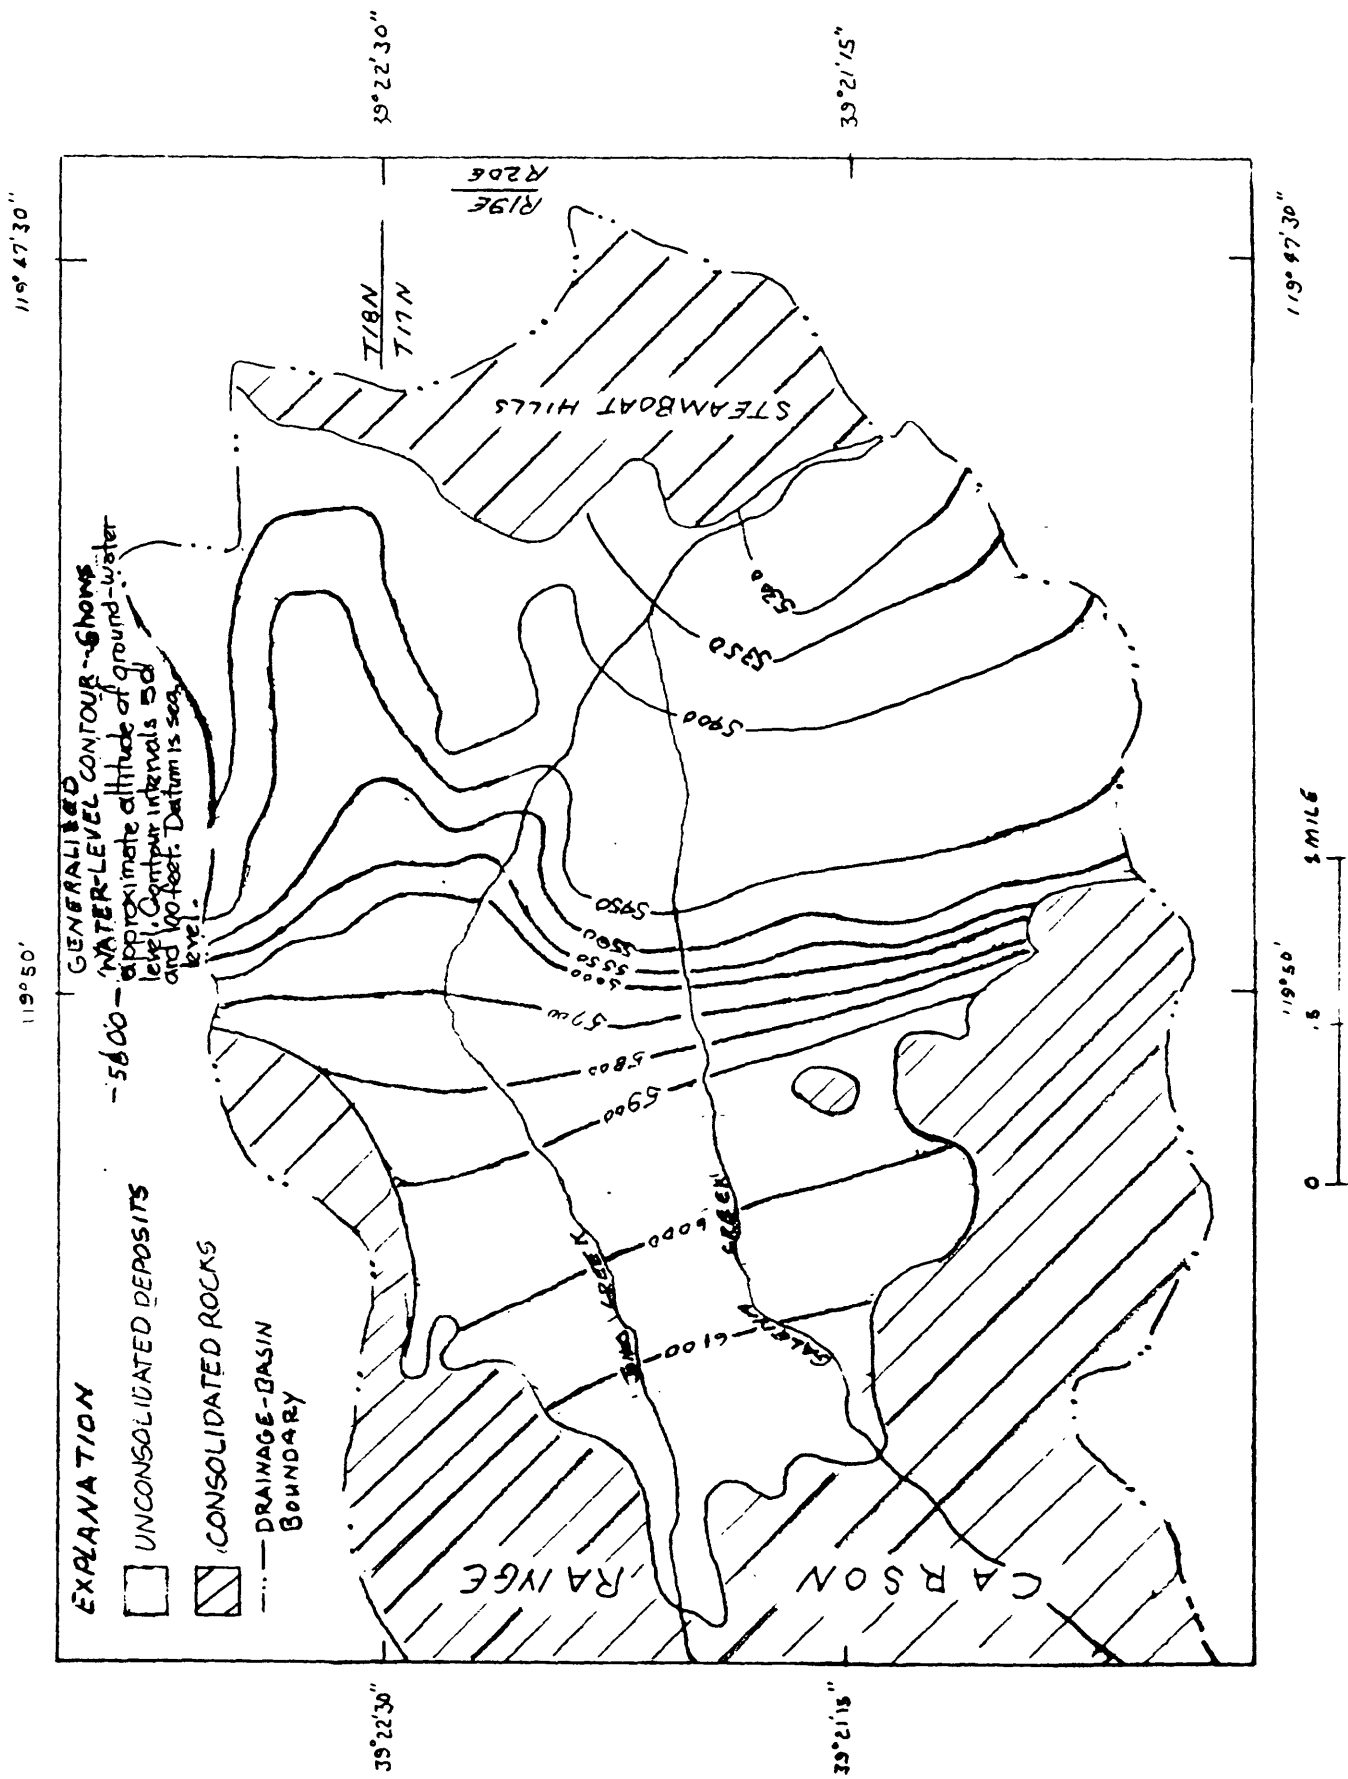 119° 47' 30"
119° 50'
39° 22' 30"
39° 21' 15"
EXPLANATION
UNCONSOLIDATED DEPOSITS
CONSOLIDATED ROCKS
DRAINAGE-BASIN
BOUNDARY
GENERALIZED
WATER-LEVEL CONTOUR--Shows
approximate altitude of ground-water
level. Contour intervals 50
and 100 feet. Datum is sea
level.
T18N
T17N
R19E
R20E
STEAMBOAT HILLS
5300
5350
5400
5450
5500
5550
5700
5800
5900
6000
6100
CREEK
GALENA
CREEK
CARSON
RANGE
39° 22' 30"
39° 21' 15"
119° 47' 30"
119° 50'
0
.5
MILE